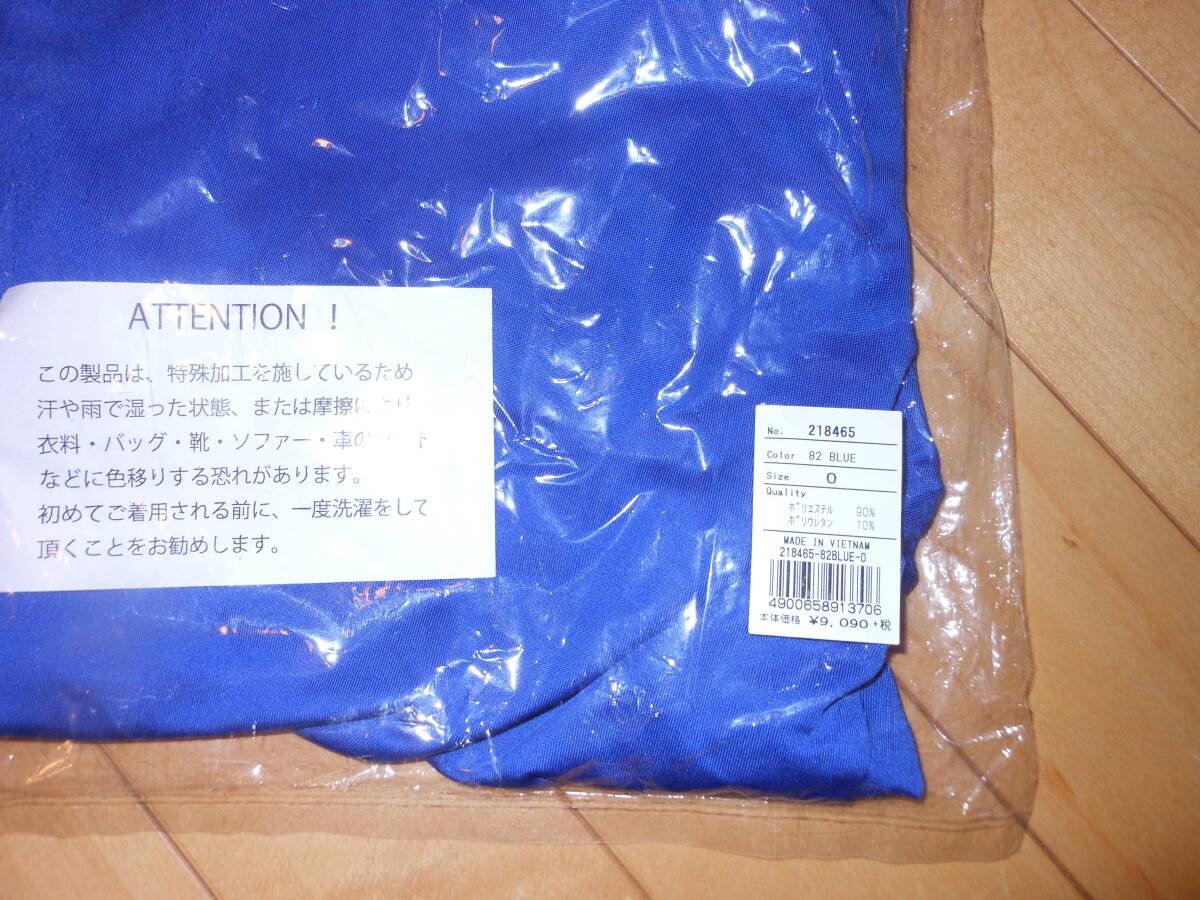 ATTENTION !
この製品は、特殊加工を施しているため
汗や雨で湿った状態、または摩擦により
衣料・バッグ・靴・ソファー・車の
などに色移りする恐れがあります。
初めてご着用される前に、一度洗濯をして
頂くことをお勧めします。
No. 218465
Color 82 BLUE
Size 0
Quality
ポリエステル 90%
ポリウレタン 10%
MADE IN VIETNAM
218465-82BLUE-0
4900658913706
本体価格 ¥9,090+税